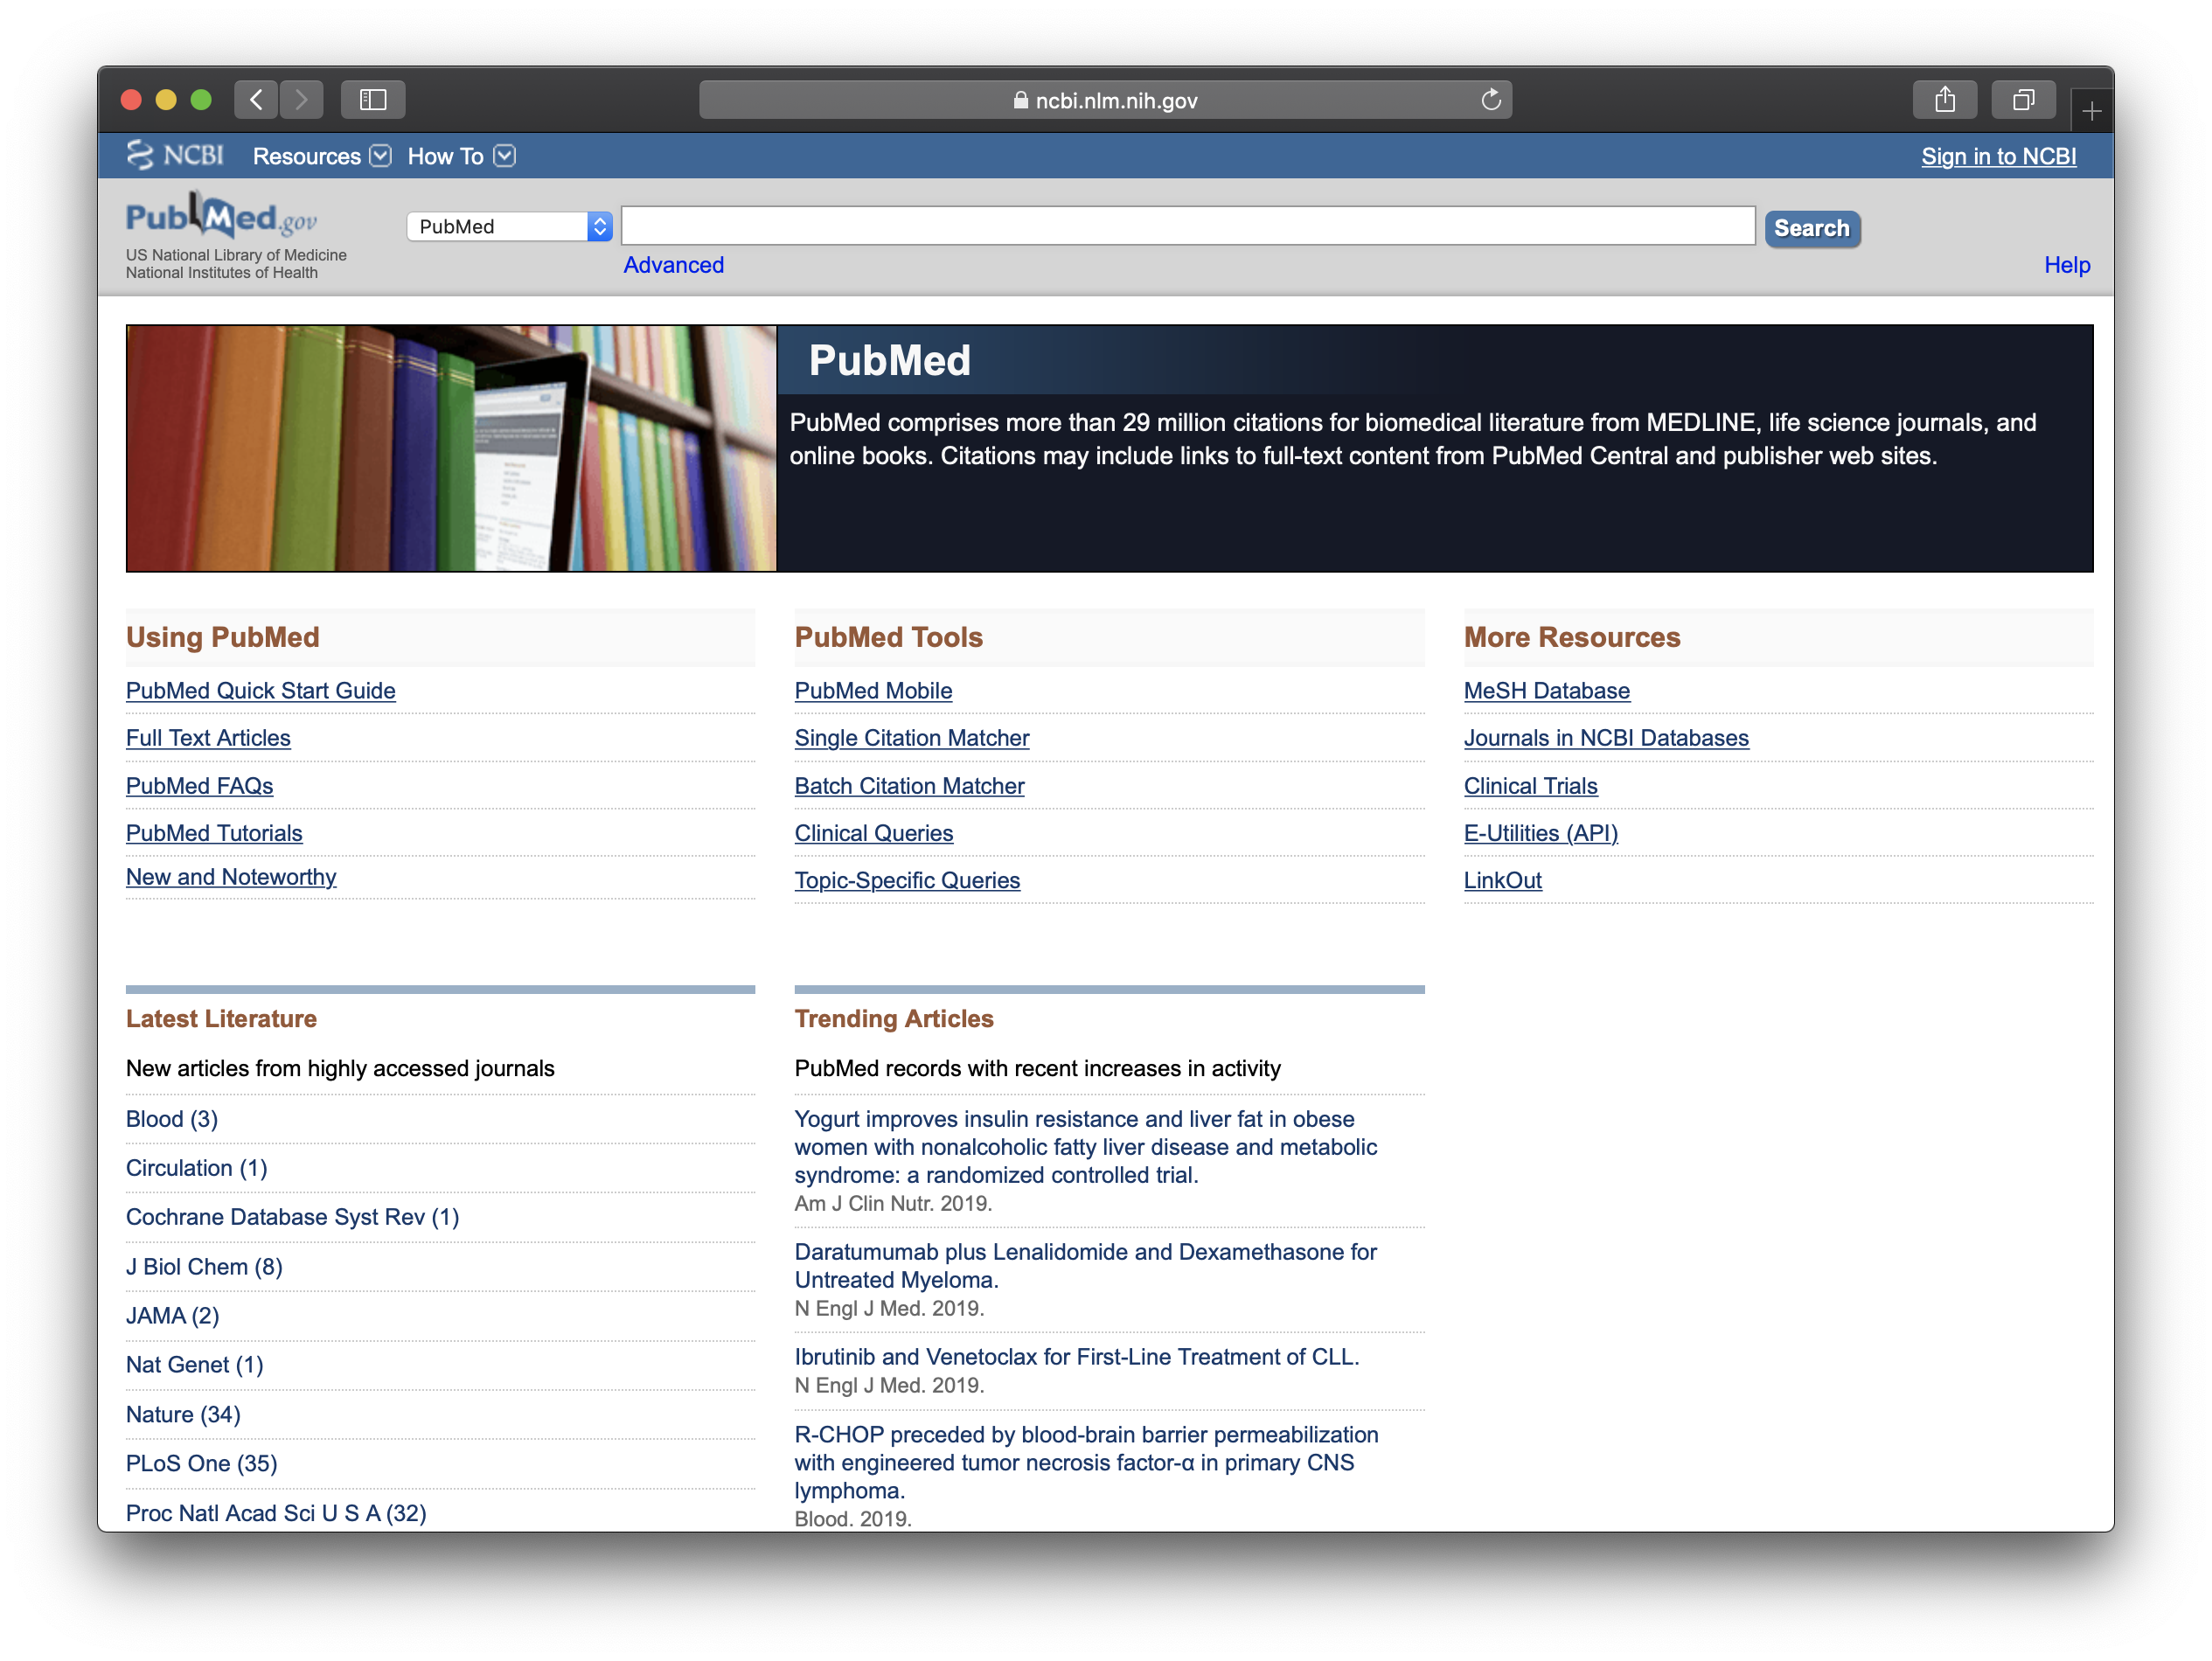 ncbi.nlm.nih.gov
NCBI Resources How To Sign in to NCBI
PubMed.gov
US National Library of Medicine
National Institutes of Health
PubMed
Search
Advanced
Help
PubMed
PubMed comprises more than 29 million citations for biomedical literature from MEDLINE, life science journals, and
online books. Citations may include links to full-text content from PubMed Central and publisher web sites.
Using PubMed
PubMed Quick Start Guide
Full Text Articles
PubMed FAQs
PubMed Tutorials
New and Noteworthy
PubMed Tools
PubMed Mobile
Single Citation Matcher
Batch Citation Matcher
Clinical Queries
Topic-Specific Queries
More Resources
MeSH Database
Journals in NCBI Databases
Clinical Trials
E-Utilities (API)
LinkOut
Latest Literature
New articles from highly accessed journals
Blood (3)
Circulation (1)
Cochrane Database Syst Rev (1)
J Biol Chem (8)
JAMA (2)
Nat Genet (1)
Nature (34)
PLoS One (35)
Proc Natl Acad Sci U S A (32)
Trending Articles
PubMed records with recent increases in activity
Yogurt improves insulin resistance and liver fat in obese
women with nonalcoholic fatty liver disease and metabolic
syndrome: a randomized controlled trial.
Am J Clin Nutr. 2019.
Daratumumab plus Lenalidomide and Dexamethasone for
Untreated Myeloma.
N Engl J Med. 2019.
Ibrutinib and Venetoclax for First-Line Treatment of CLL.
N Engl J Med. 2019.
R-CHOP preceded by blood-brain barrier permeabilization
with engineered tumor necrosis factor-α in primary CNS
lymphoma.
Blood. 2019.